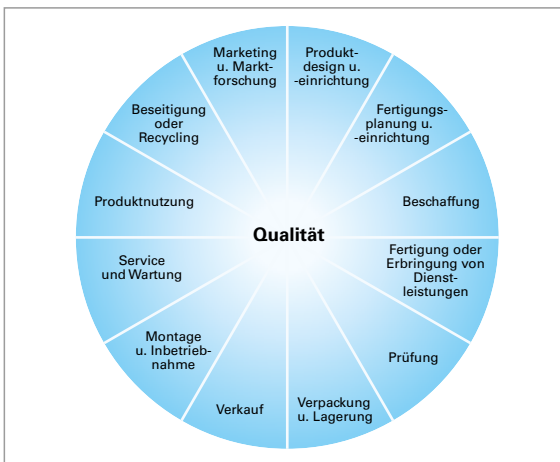 Marketing
u. Markt-
forschung
Produkt-
design u.
-einrichtung
Fertigungs-
planung u.
-einrichtung
Beschaffung
Fertigung oder
Erbringung von
Dienst-
leistungen
Prüfung
Verpackung
u. Lagerung
Verkauf
Montage
u. Inbetrieb-
nahme
Service
und Wartung
Produktnutzung
Beseitigung
oder
Recycling
Qualität